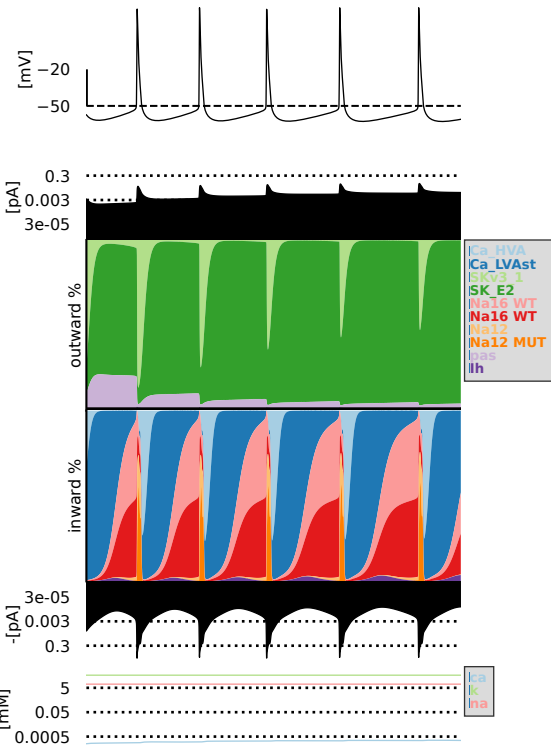 [mV]
−20
−50
[pA]
0.3
0.003
3e-05
outward %
Ca_HVA
Ca_LVAst
SKv3_1
SK_E2
Na16 WT
Na16 WT
Na12
Na12 MUT
pas
Ih
inward %
-[pA]
3e-05
0.003
0.3
[mM]
5
0.05
0.0005
ca
k
na